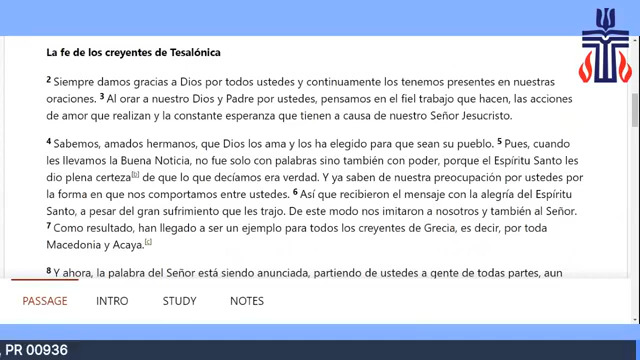 La fe de los creyentes de Tesalónica
2 Siempre damos gracias a Dios por todos ustedes y continuamente los tenemos presentes en nuestras
oraciones. 3 Al orar a nuestro Dios y Padre por ustedes, pensamos en el fiel trabajo que hacen, las acciones
de amor que realizan y la constante esperanza que tienen a causa de nuestro Señor Jesucristo.
4 Sabemos, amados hermanos, que Dios los ama y los ha elegido para que sean su pueblo. 5 Pues, cuando
les llevamos la Buena Noticia, no fue solo con palabras sino también con poder, porque el Espíritu Santo les
dio plena certeza[b] de que lo que decíamos era verdad. Y ya saben de nuestra preocupación por ustedes por
la forma en que nos comportamos entre ustedes. 6 Así que recibieron el mensaje con la alegría del Espíritu
Santo, a pesar del gran sufrimiento que les trajo. De este modo nos imitaron a nosotros y también al Señor.
7 Como resultado, han llegado a ser un ejemplo para todos los creyentes de Grecia, es decir, por toda
Macedonia y Acaya.[c]
8 Y ahora, la palabra del Señor está siendo anunciada, partiendo de ustedes a gente de todas partes, aun
PASSAGE INTRO STUDY NOTES
, PR 00936